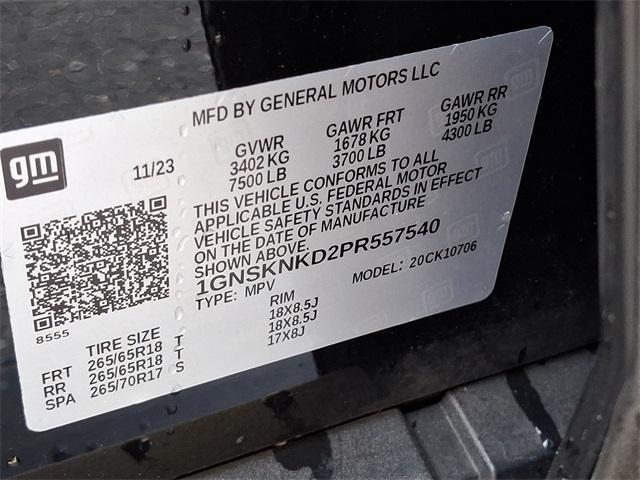 MFD BY GENERAL MOTORS LLC
gm
11/23
GVWR
3402 KG
7500 LB
GAWR FRT
1678 KG
3700 LB
GAWR RR
1950 KG
4300 LB
THIS VEHICLE CONFORMS TO ALL
APPLICABLE U.S. FEDERAL MOTOR
VEHICLE SAFETY STANDARDS IN EFFECT
ON THE DATE OF MANUFACTURE
SHOWN ABOVE.
1GNSKNKD2PR557540
TYPE: MPV
MODEL: 20CK10706
8555
TIRE SIZE RIM
FRT 265/65R18 T 18X8.5J
RR 265/65R18 T 18X8.5J
SPA 265/70R17 S 17X8J